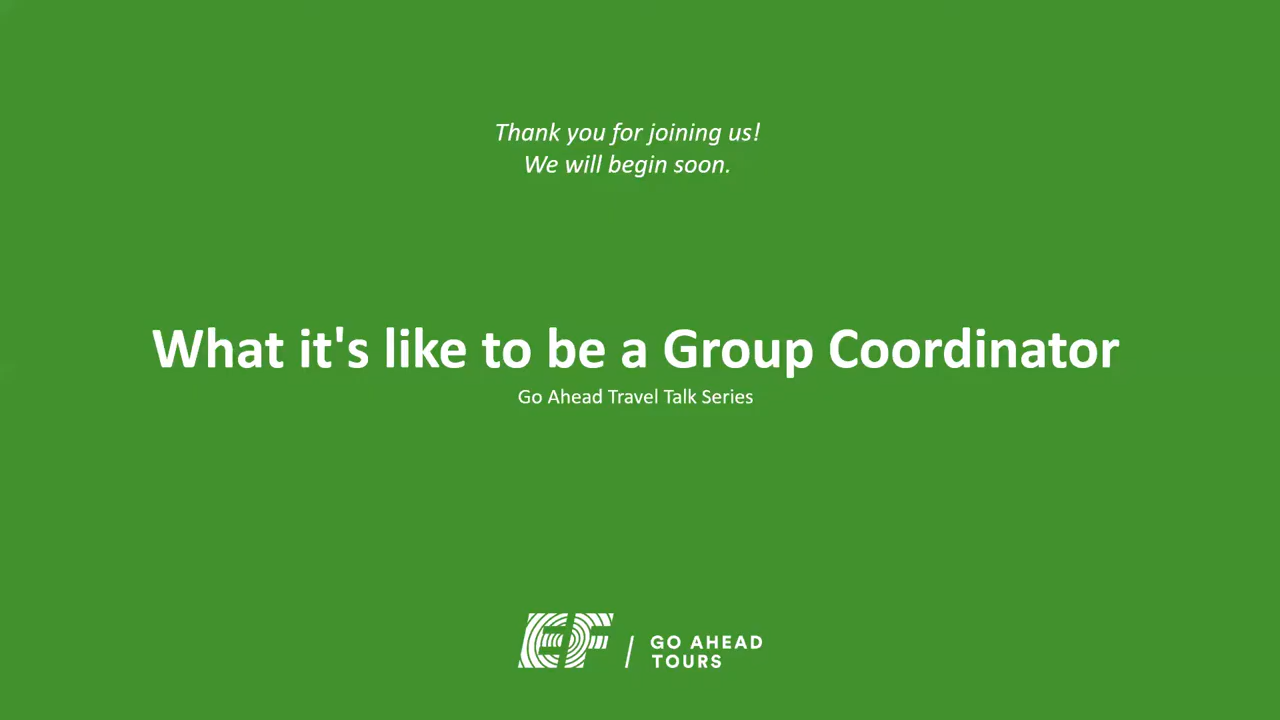 Thank you for joining us!
We will begin soon.
What it's like to be a Group Coordinator
Go Ahead Travel Talk Series
EF / GO AHEAD
TOURS